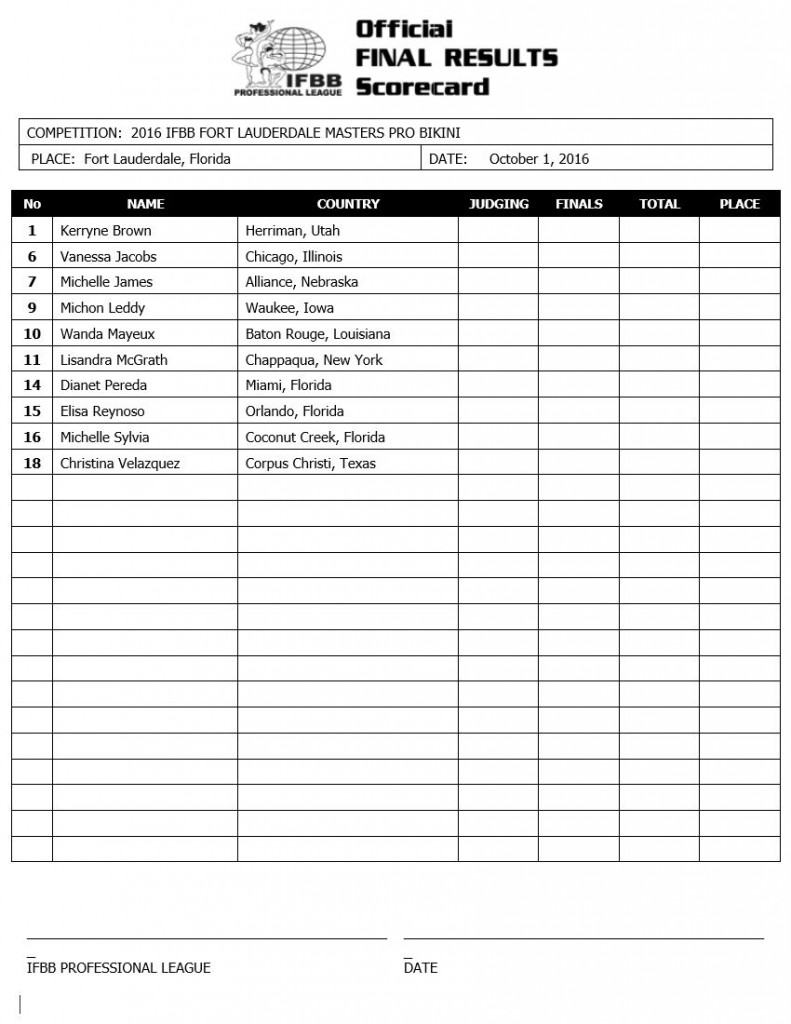 Official
FINAL RESULTS
Scorecard
IFBB
PROFESSIONAL LEAGUE
COMPETITION: 2016 IFBB FORT LAUDERDALE MASTERS PRO BIKINI
PLACE: Fort Lauderdale, Florida DATE: October 1, 2016
No NAME COUNTRY JUDGING FINALS TOTAL PLACE
1 Kerryne Brown Herriman, Utah
6 Vanessa Jacobs Chicago, Illinois
7 Michelle James Alliance, Nebraska
9 Michon Leddy Waukee, Iowa
10 Wanda Mayeux Baton Rouge, Louisiana
11 Lisandra McGrath Chappaqua, New York
14 Dianet Pereda Miami, Florida
15 Elisa Reynoso Orlando, Florida
16 Michelle Sylvia Coconut Creek, Florida
18 Christina Velazquez Corpus Christi, Texas
IFBB PROFESSIONAL LEAGUE DATE